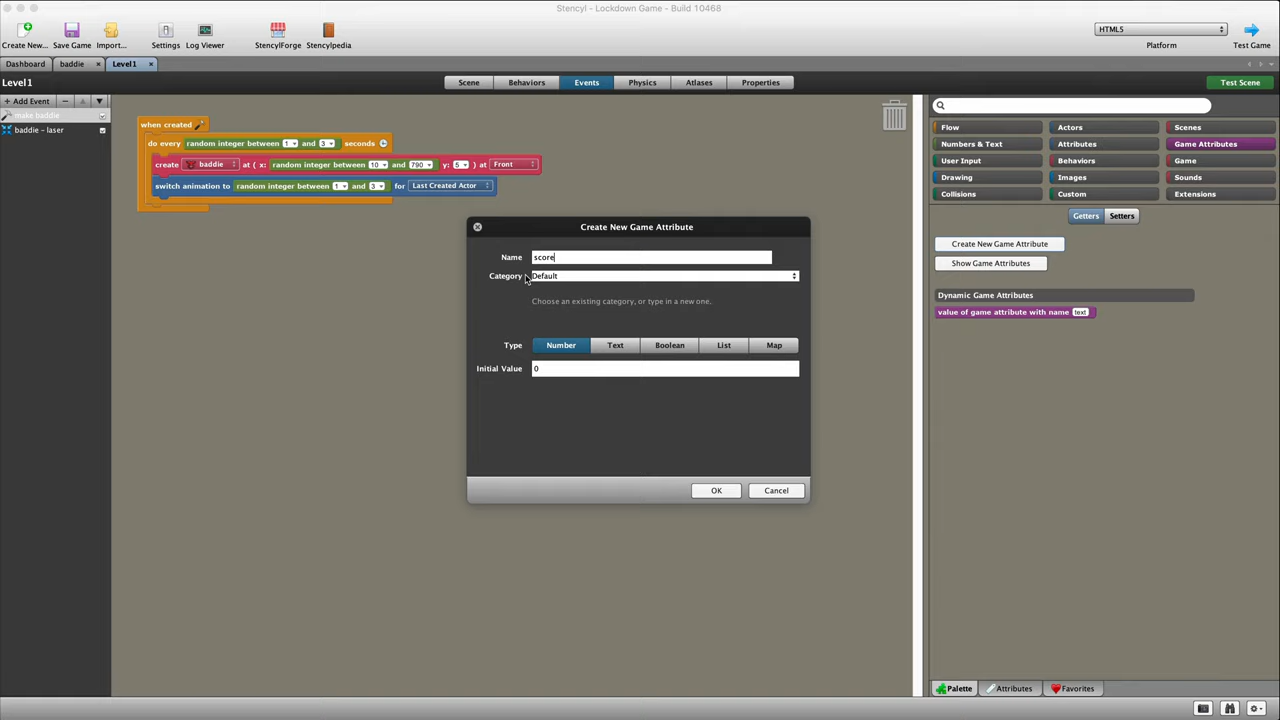 Stencyl - Lockdown Game - Build 10468
Create New... Save Game Import... Settings Log Viewer StencylForge Stencylpedia
HTML5
Platform
Test Game
Dashboard baddie × Level1 ×
Level1
Scene Behaviors Events Physics Atlases Properties
Test Scene
+ Add Event
make baddie
baddie - laser
when created
do every random integer between 1 and 3 seconds
create baddie at ( x: random integer between 10 and 790 y: 5 ) at Front
switch animation to random integer between 1 and 3 for Last Created Actor
Create New Game Attribute
Name score
Category Default
Choose an existing category, or type in a new one.
Type Number Text Boolean List Map
Initial Value 0
OK Cancel
Flow Actors Scenes
Numbers & Text Attributes Game Attributes
User Input Behaviors Game
Drawing Images Sounds
Collisions Custom Extensions
Getters Setters
Create New Game Attribute
Show Game Attributes
Dynamic Game Attributes
value of game attribute with name text
Palette Attributes Favorites